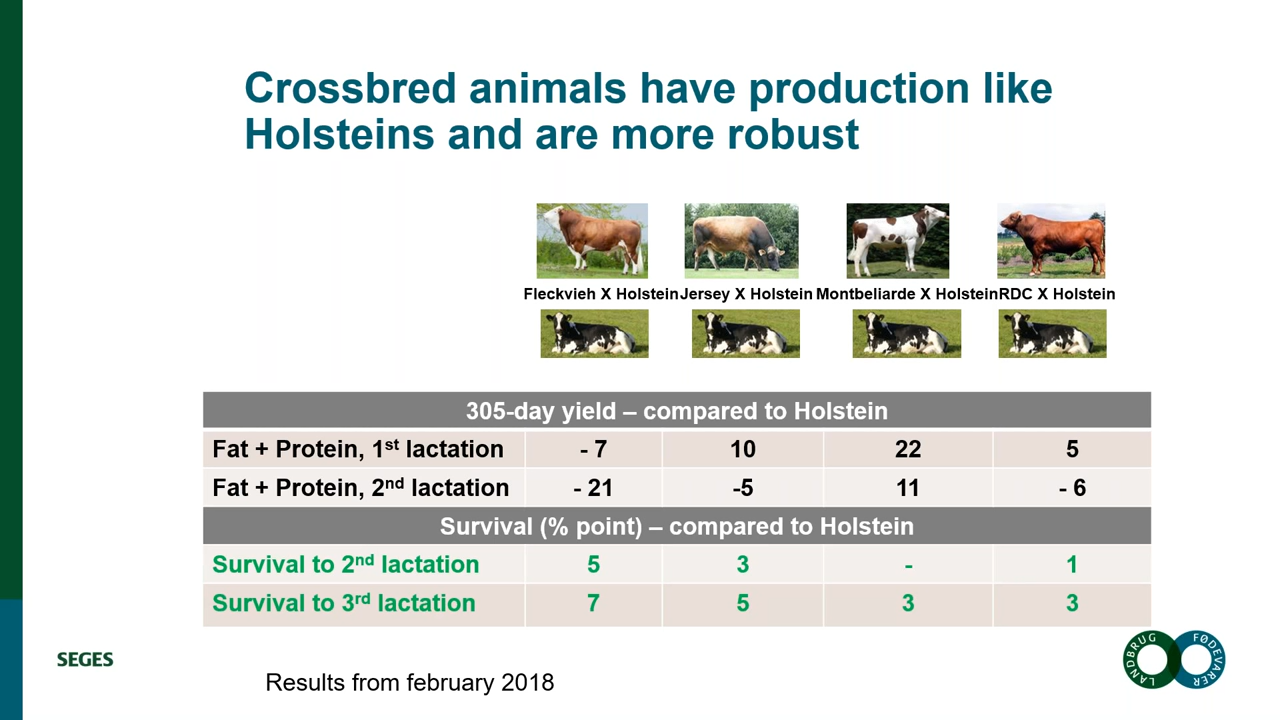 Crossbred animals have production like
Holsteins and are more robust
Fleckvieh X Holstein Jersey X Holstein Montbeliarde X Holstein RDC X Holstein
305-day yield – compared to Holstein
Fat + Protein, 1st lactation - 7 10 22 5
Fat + Protein, 2nd lactation - 21 -5 11 - 6
Survival (% point) – compared to Holstein
Survival to 2nd lactation 5 3 - 1
Survival to 3rd lactation 7 5 3 3
SEGES
LANDBRUG FØDEVARER
Results from february 2018